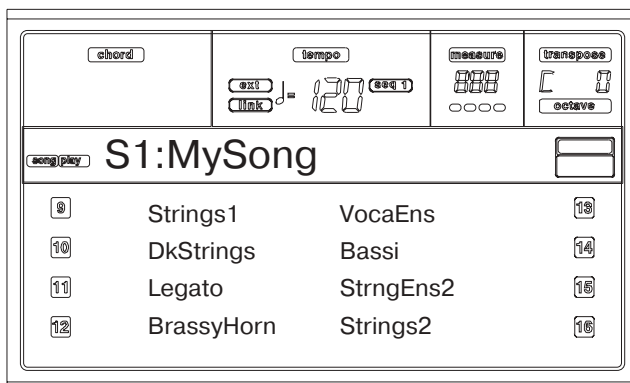 chord tempo measure transpose
ext ♩= 120 seq 1 888 C 0
link octave
song play S1:MySong
9 Strings1 VocaEns 13
10 DkStrings Bassi 14
11 Legato StrngEns2 15
12 BrassyHorn Strings2 16